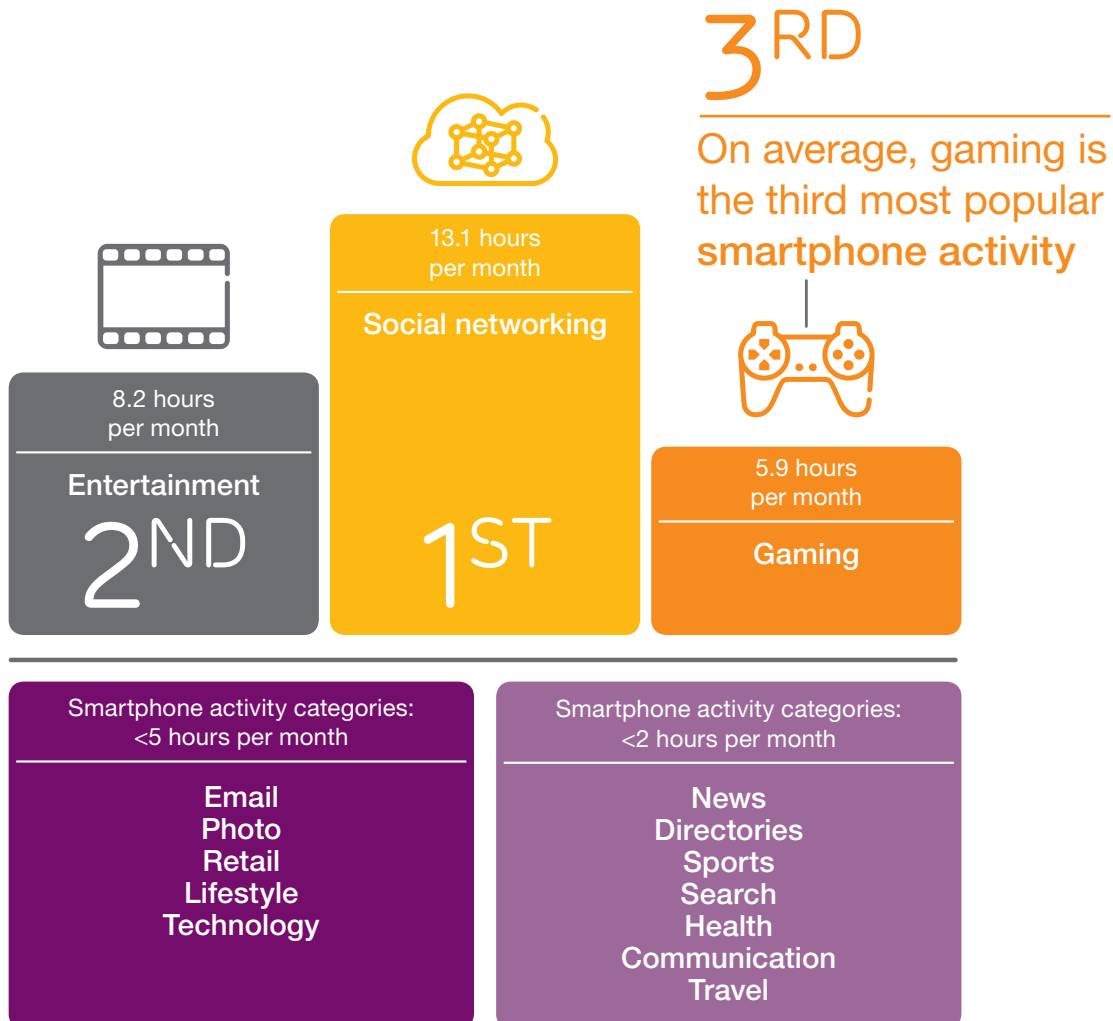 3RD
On average, gaming is
the third most popular
smartphone activity
8.2 hours
per month
Entertainment
2ND
13.1 hours
per month
Social networking
1ST
5.9 hours
per month
Gaming
Smartphone activity categories:
<5 hours per month
Email
Photo
Retail
Lifestyle
Technology
Smartphone activity categories:
<2 hours per month
News
Directories
Sports
Search
Health
Communication
Travel